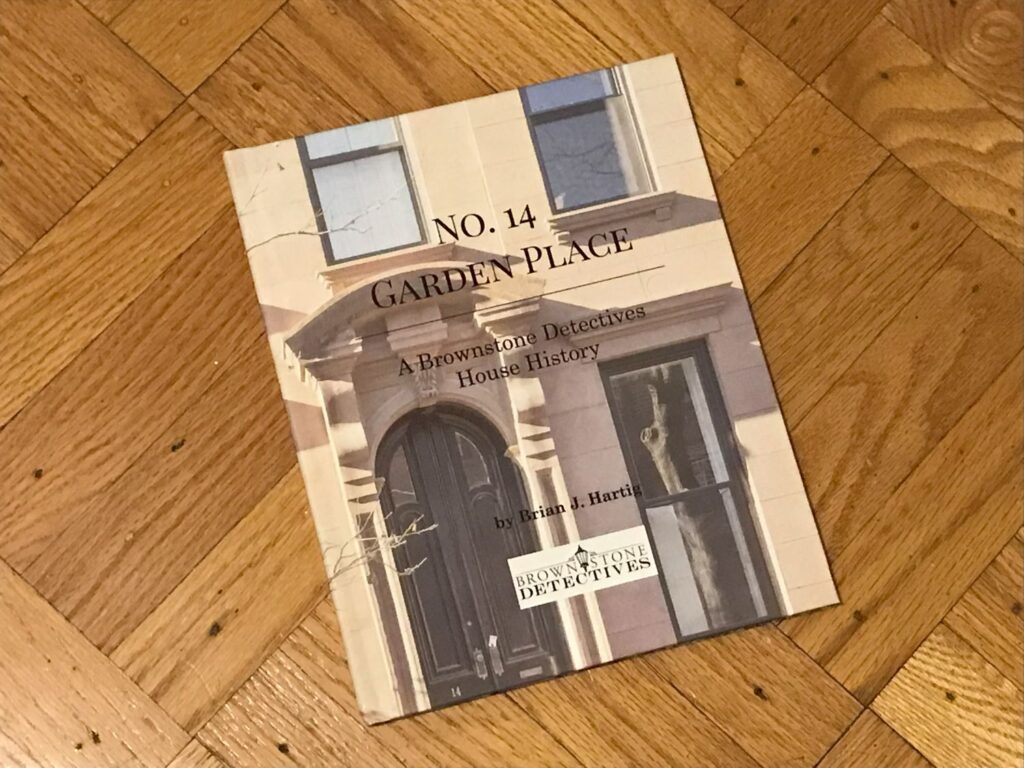 NO. 14
GARDEN PLACE
A Brownstone Detectives
House History
by Brian J. Hartig
BROWNSTONE
DETECTIVES
14